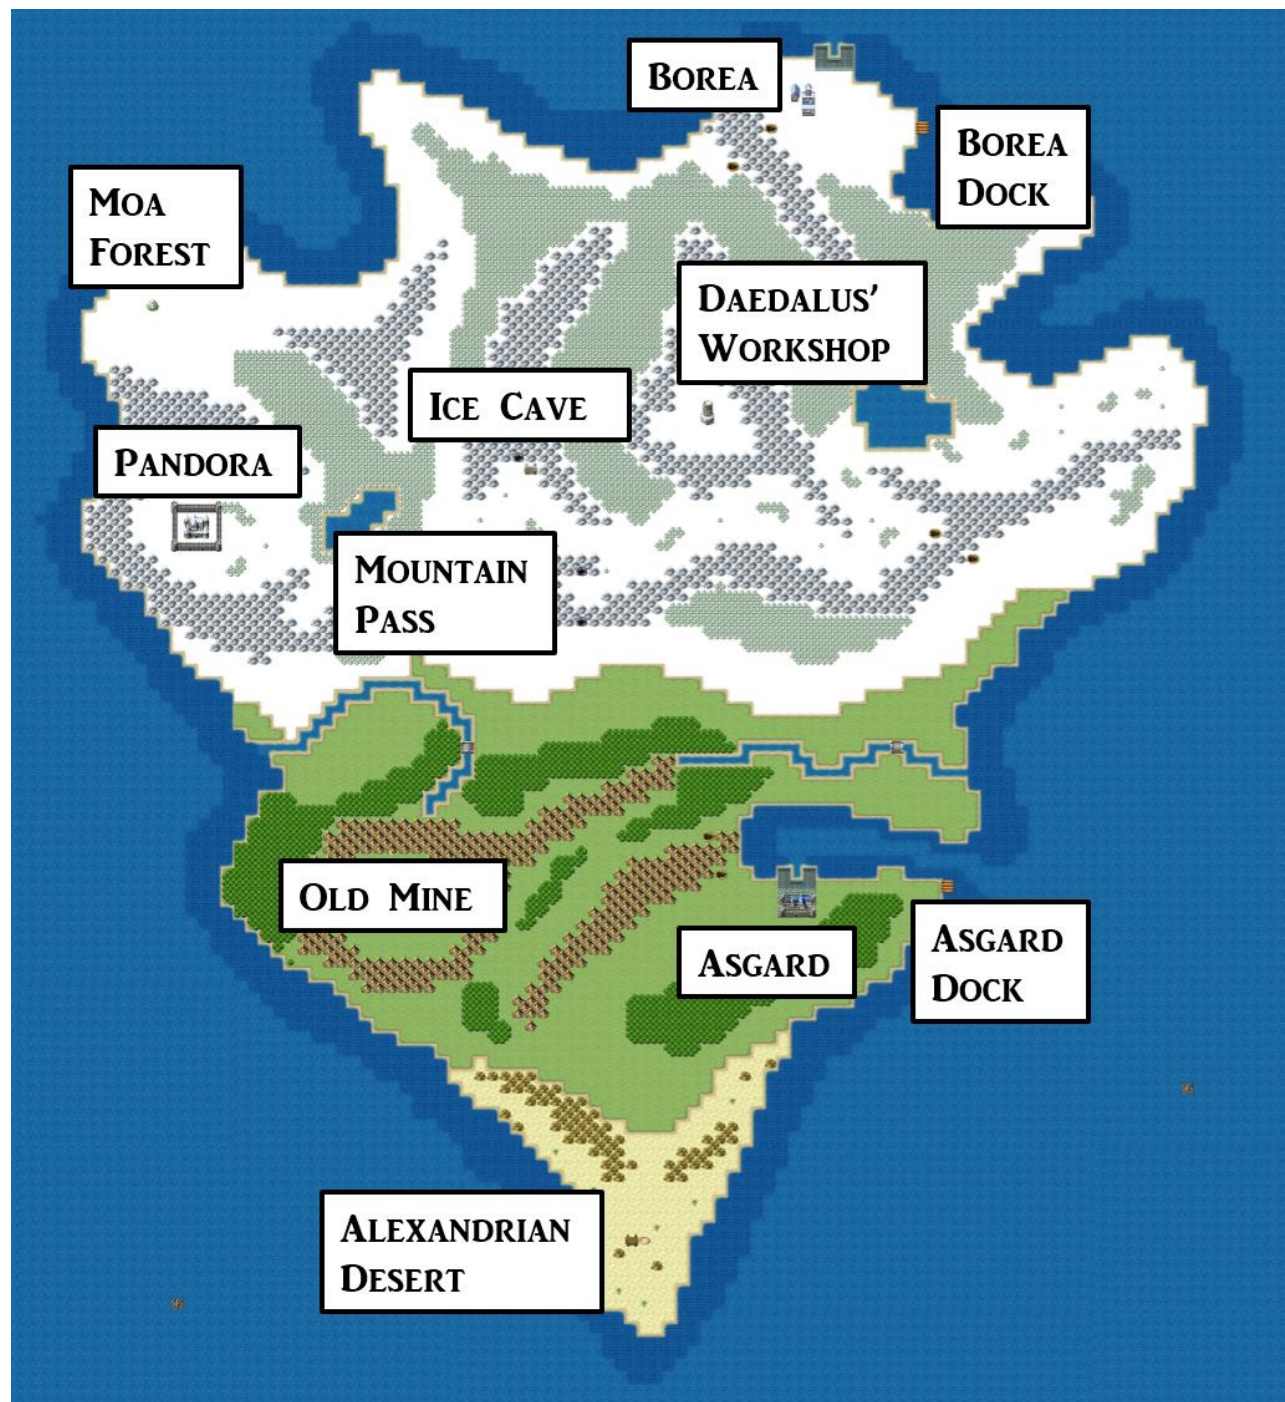 Borea
Borea
Dock
Moa
Forest
Daedalus'
Workshop
Ice Cave
Pandora
Mountain
Pass
Old Mine
Asgard
Asgard
Dock
Alexandrian
Desert